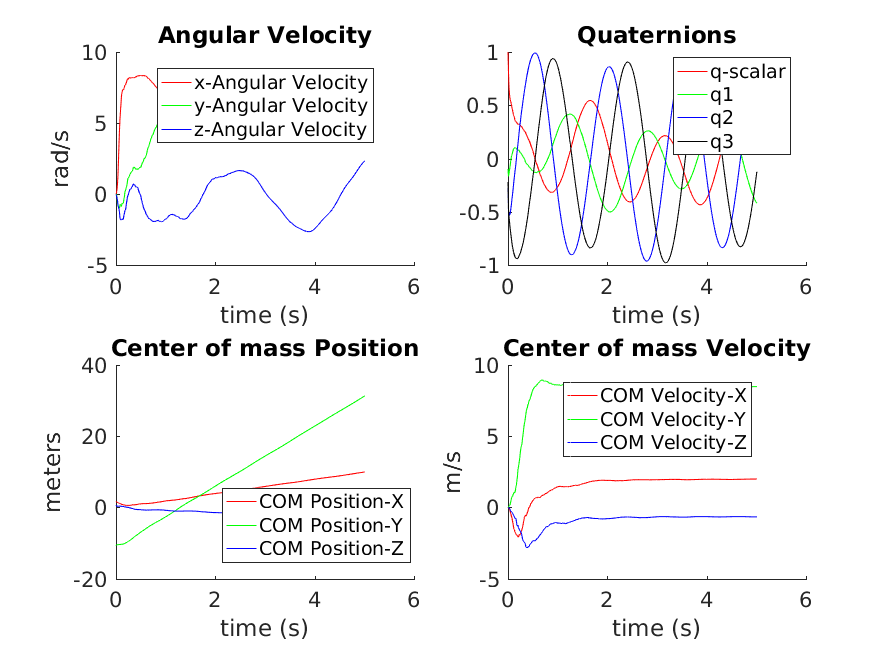 Angular Velocity
10
5
0
-5
rad/s
x-Angular Velocity
y-Angular Velocity
z-Angular Velocity
0 2 4 6
time (s)
Quaternions
1
0.5
0
-0.5
-1
q-scalar
q1
q2
q3
0 2 4 6
time (s)
Center of mass Position
40
20
0
-20
meters
COM Position-X
COM Position-Y
COM Position-Z
0 2 4 6
time (s)
Center of mass Velocity
10
5
0
-5
m/s
COM Velocity-X
COM Velocity-Y
COM Velocity-Z
0 2 4 6
time (s)